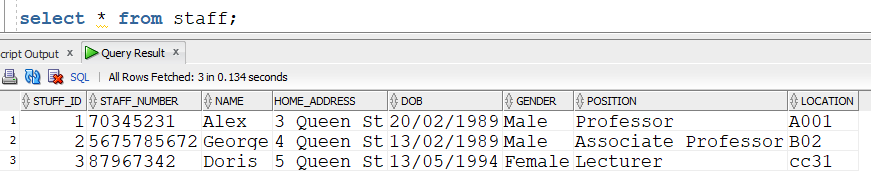 select * from staff;
cript Output x Query Result x
SQL | All Rows Fetched: 3 in 0.134 seconds
STUFF_ID STAFF_NUMBER NAME HOME_ADDRESS DOB GENDER POSITION LOCATION
1 1 70345231 Alex 3 Queen St 20/02/1989 Male Professor A001
2 2 5675785672 George 4 Queen St 13/02/1989 Male Associate Professor B02
3 3 87967342 Doris 5 Queen St 13/05/1994 Female Lecturer cc31